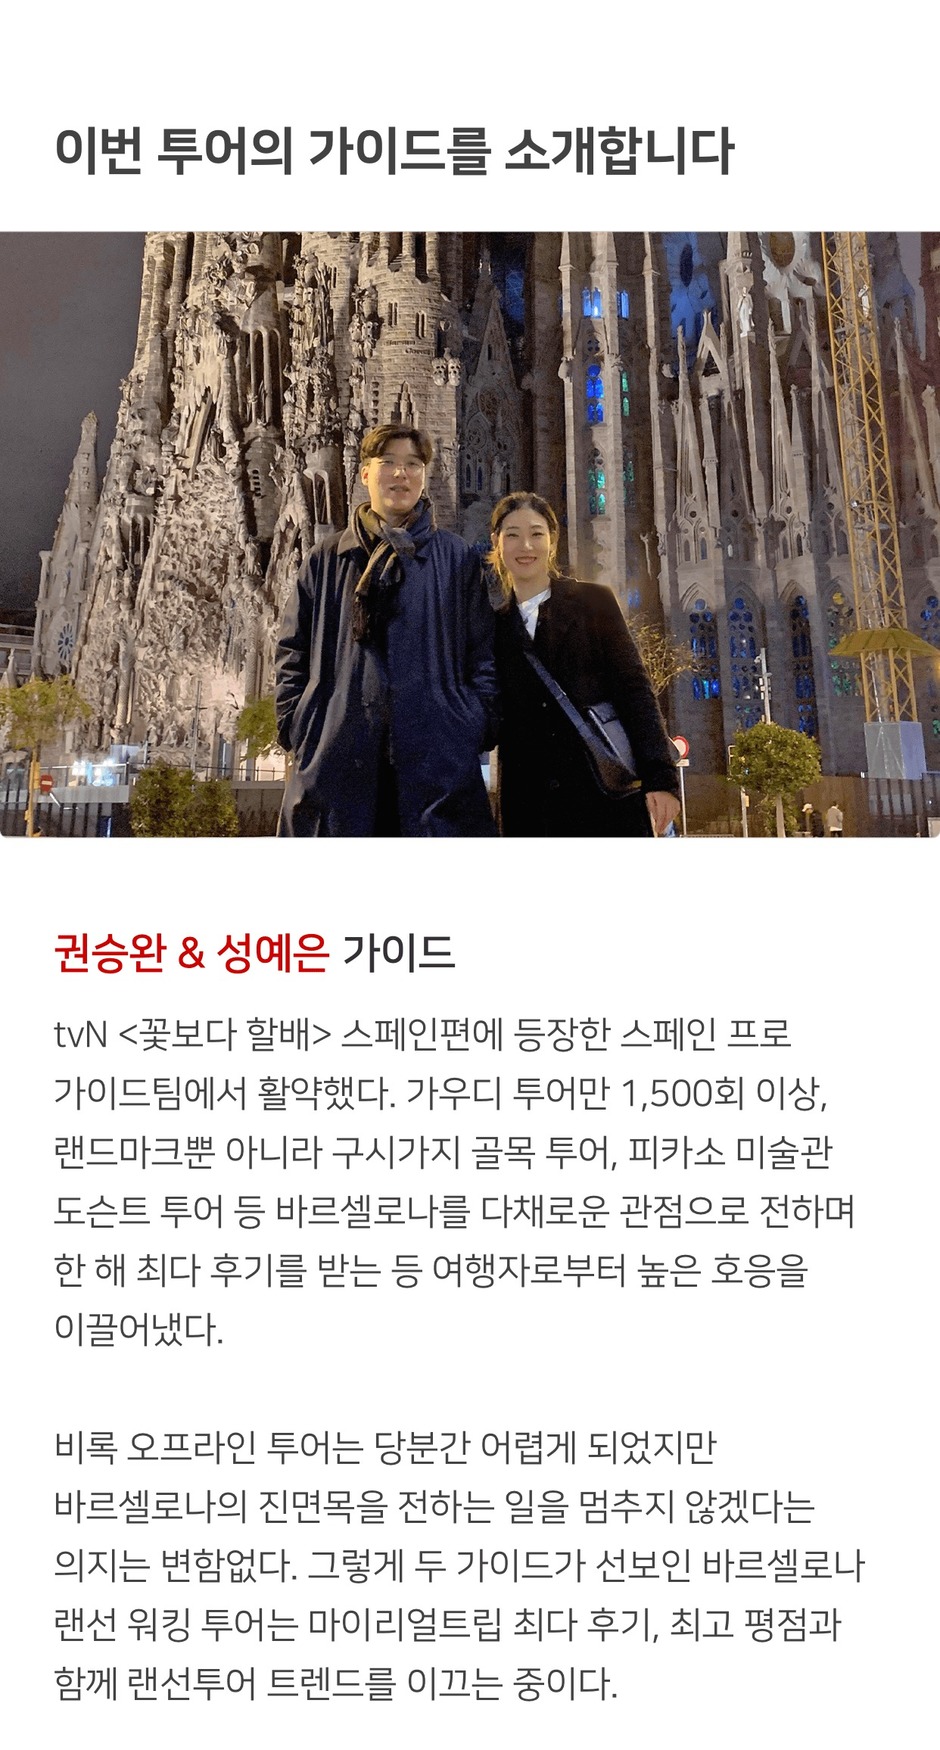 이번 투어의 가이드를 소개합니다
권승완 & 성예은 가이드
tvN <꽃보다 할배> 스페인편에 등장한 스페인 프로
가이드팀에서 활약했다. 가우디 투어만 1,500회 이상,
랜드마크뿐 아니라 구시가지 골목 투어, 피카소 미술관
도슨트 투어 등 바르셀로나를 다채로운 관점으로 전하며
한 해 최다 후기를 받는 등 여행자로부터 높은 호응을
이끌어냈다.
비록 오프라인 투어는 당분간 어렵게 되었지만
바르셀로나의 진면목을 전하는 일을 멈추지 않겠다는
의지는 변함없다. 그렇게 두 가이드가 선보인 바르셀로나
랜선 워킹 투어는 마이리얼트립 최다 후기, 최고 평점과
함께 랜선투어 트렌드를 이끄는 중이다.